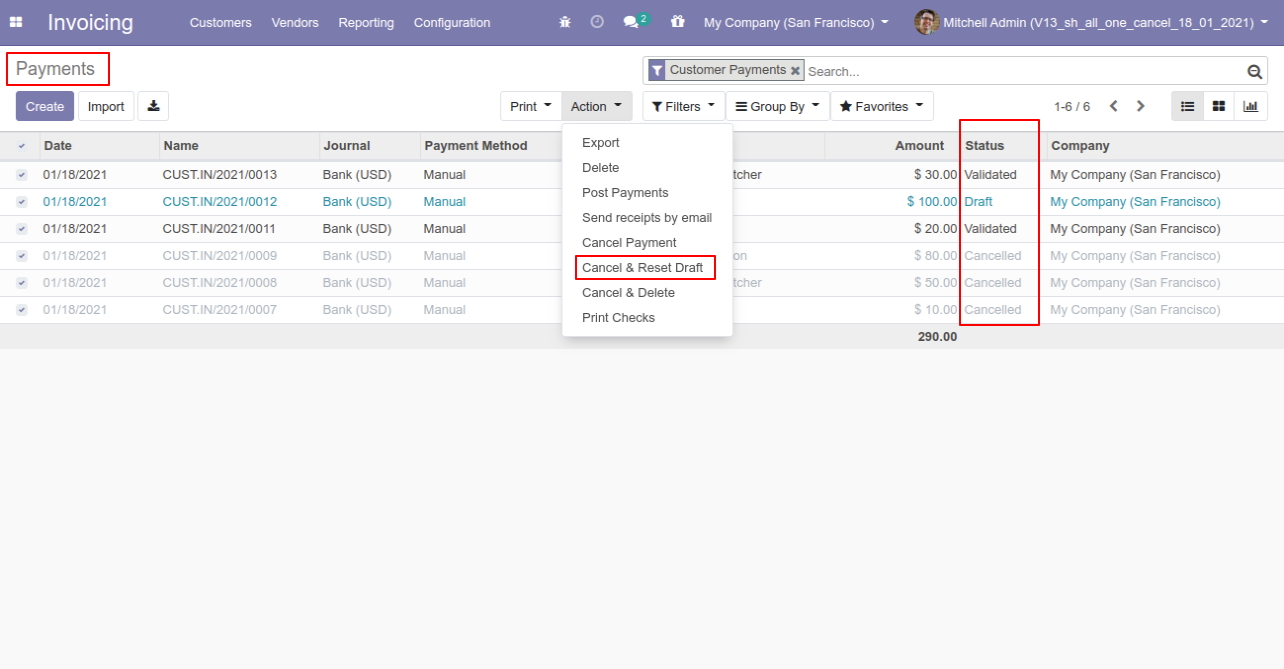 Invoicing Customers Vendors Reporting Configuration 2 My Company (San Francisco) Mitchell Admin (V13_sh_all_one_cancel_18_01_2021)
Payments Customer Payments Search...
Create Import Print Action Filters Group By Favorites 1-6 / 6
Date Name Journal Payment Method Amount Status Company
01/18/2021 CUST.IN/2021/0013 Bank (USD) Manual $ 30.00 Validated My Company (San Francisco)
01/18/2021 CUST.IN/2021/0012 Bank (USD) Manual $ 100.00 Draft My Company (San Francisco)
01/18/2021 CUST.IN/2021/0011 Bank (USD) Manual $ 20.00 Validated My Company (San Francisco)
01/18/2021 CUST.IN/2021/0009 Bank (USD) Manual $ 80.00 Cancelled My Company (San Francisco)
01/18/2021 CUST.IN/2021/0008 Bank (USD) Manual $ 50.00 Cancelled My Company (San Francisco)
01/18/2021 CUST.IN/2021/0007 Bank (USD) Manual $ 10.00 Cancelled My Company (San Francisco)
290.00
Export
Delete
Post Payments
Send receipts by email
Cancel Payment
Cancel & Reset Draft
Cancel & Delete
Print Checks